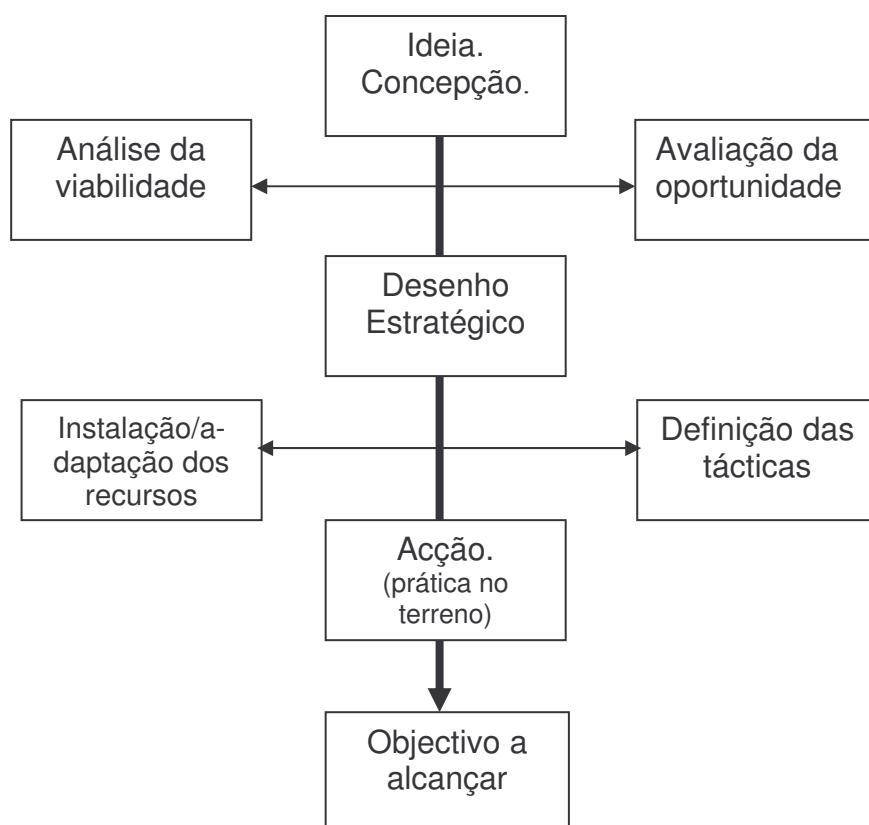 Ideia.
Concepção.
Análise da
viabilidade
Avaliação da
oportunidade
Desenho
Estratégico
Instalação/a-
daptação dos
recursos
Definição das
tácticas
Acção.
(prática no
terreno)
Objectivo a
alcançar